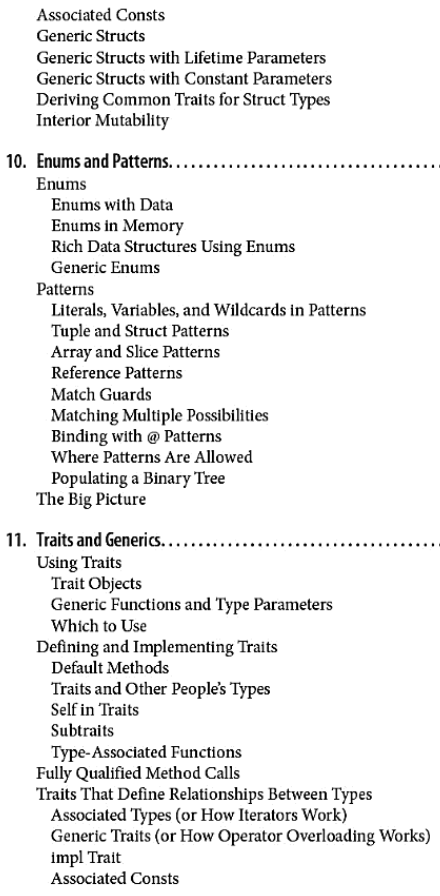 Associated Consts
Generic Structs
Generic Structs with Lifetime Parameters
Generic Structs with Constant Parameters
Deriving Common Traits for Struct Types
Interior Mutability
10. Enums and Patterns. . . . . . . . . . . . . . . . . . . . . . . . . . . . . . . . . . . . .
Enums
Enums with Data
Enums in Memory
Rich Data Structures Using Enums
Generic Enums
Patterns
Literals, Variables, and Wildcards in Patterns
Tuple and Struct Patterns
Array and Slice Patterns
Reference Patterns
Match Guards
Matching Multiple Possibilities
Binding with @ Patterns
Where Patterns Are Allowed
Populating a Binary Tree
The Big Picture
11. Traits and Generics. . . . . . . . . . . . . . . . . . . . . . . . . . . . . . . . . . . . . .
Using Traits
Trait Objects
Generic Functions and Type Parameters
Which to Use
Defining and Implementing Traits
Default Methods
Traits and Other People’s Types
Self in Traits
Subtraits
Type-Associated Functions
Fully Qualified Method Calls
Traits That Define Relationships Between Types
Associated Types (or How Iterators Work)
Generic Traits (or How Operator Overloading Works)
impl Trait
Associated Consts